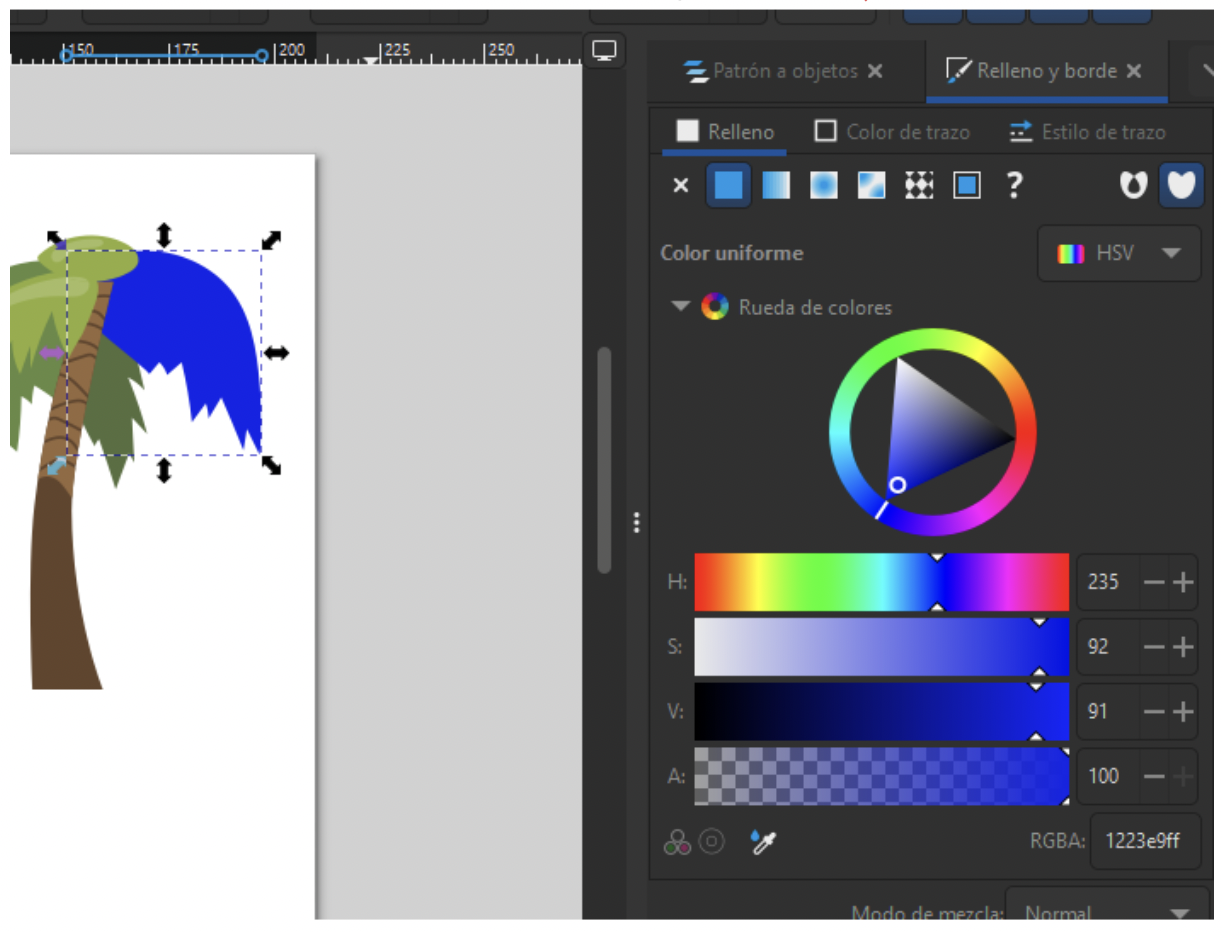 150 175 200 225 250
Patrón a objetos Relleno y borde
Relleno Color de trazo Estilo de trazo
?
Color uniforme HSV
Rueda de colores
H: 235
S: 92
V: 91
A: 100
RGBA: 1223e9ff
Modo de mezcla: Normal